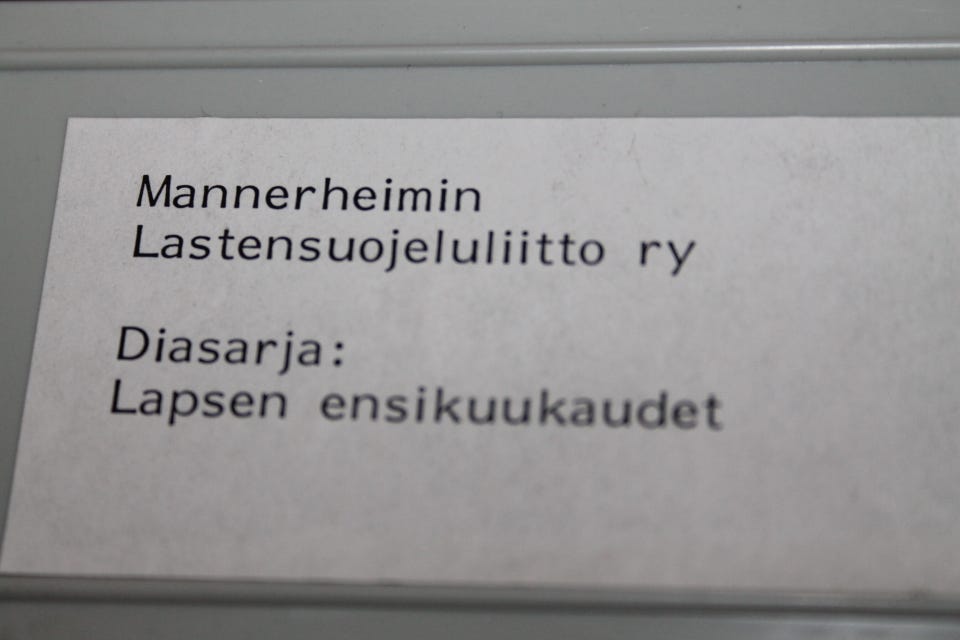 Mannerheimin
Lastensuojeluliitto ry
Diasarja:
Lapsen ensikuukaudet